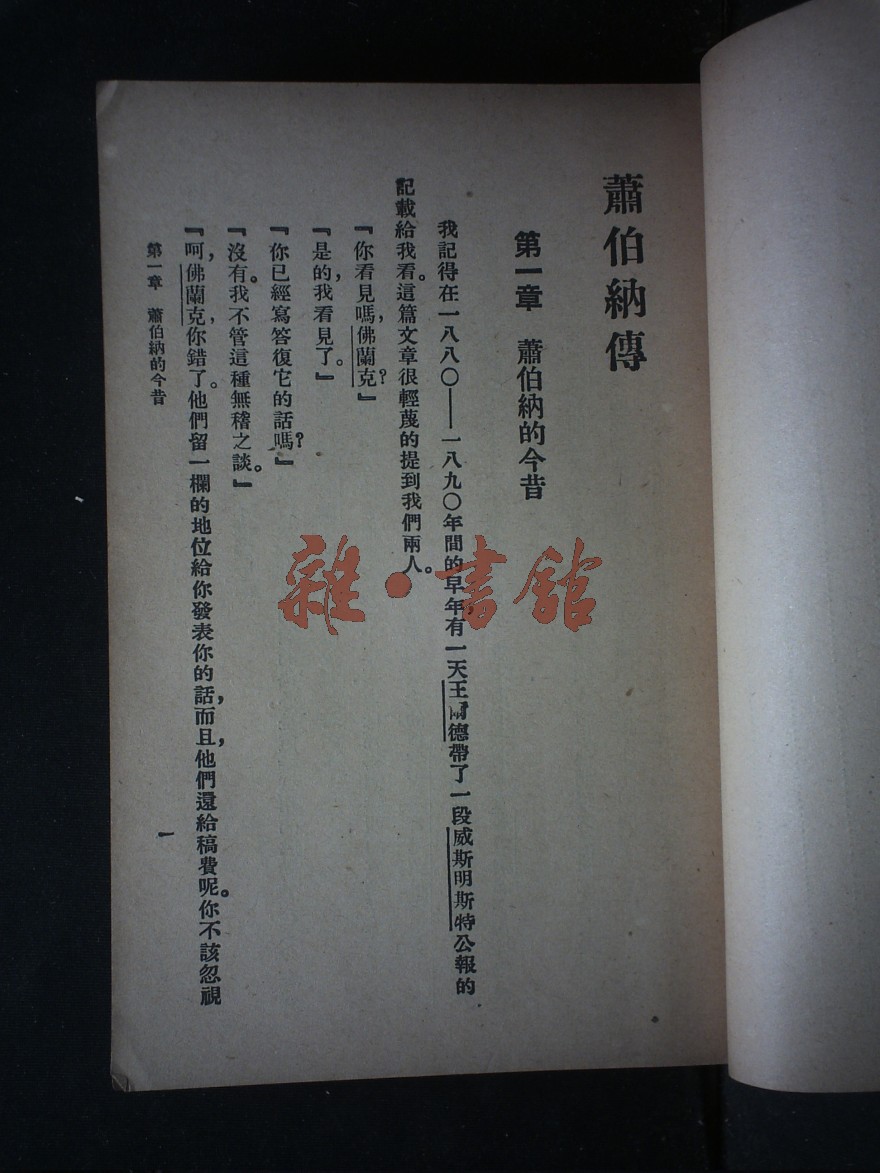 蕭伯納傳
第一章 蕭伯納的今昔
我記得在一八八〇——一八九〇年間的早年，有一天王爾德帶了一段威斯明斯特公報的
記載給我看。這篇文章很輕蔑的提到我們兩人。
『你看見嗎，佛蘭克？』
『是的，我看見了。』
『你已經寫答復它的話嗎？』
『沒有。我不管這種無稽之談。』
『呵，佛蘭克，你錯了。他們留一欄的地位給你發表你的話，而且，他們還給稿費呢。你不該忽視
第一章 蕭伯納的今昔
一
雜·書館